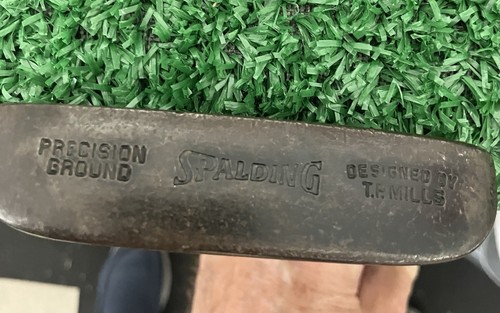 PRECISION
GROUND
SPALDING
DESIGNED BY
T.P. MILLS